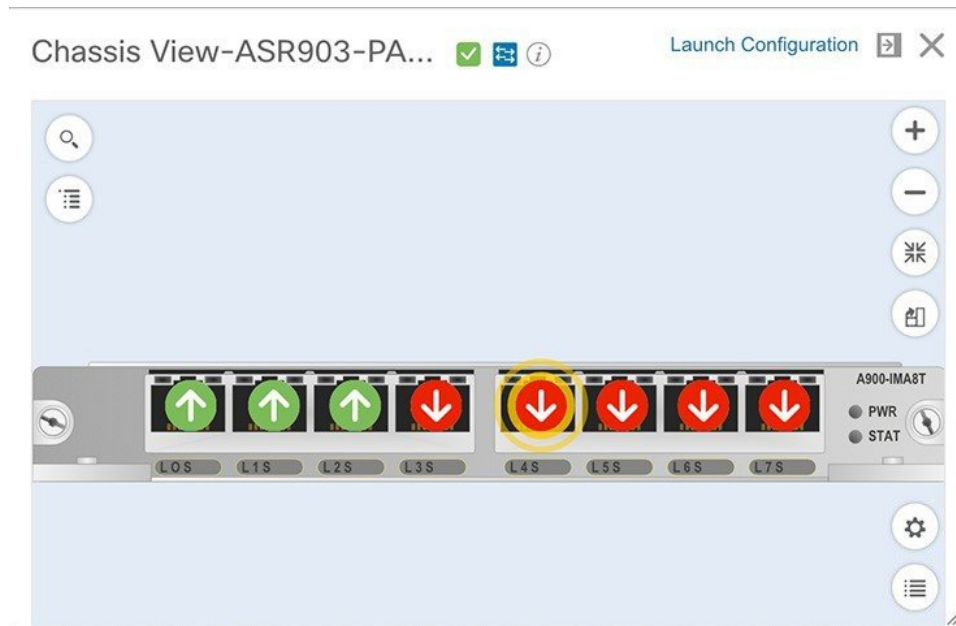 Chassis View-ASR903-PA...
Launch Configuration
A900-IMA8T
PWR
STAT
L0S L1S L2S L3S L4S L5S L6S L7S